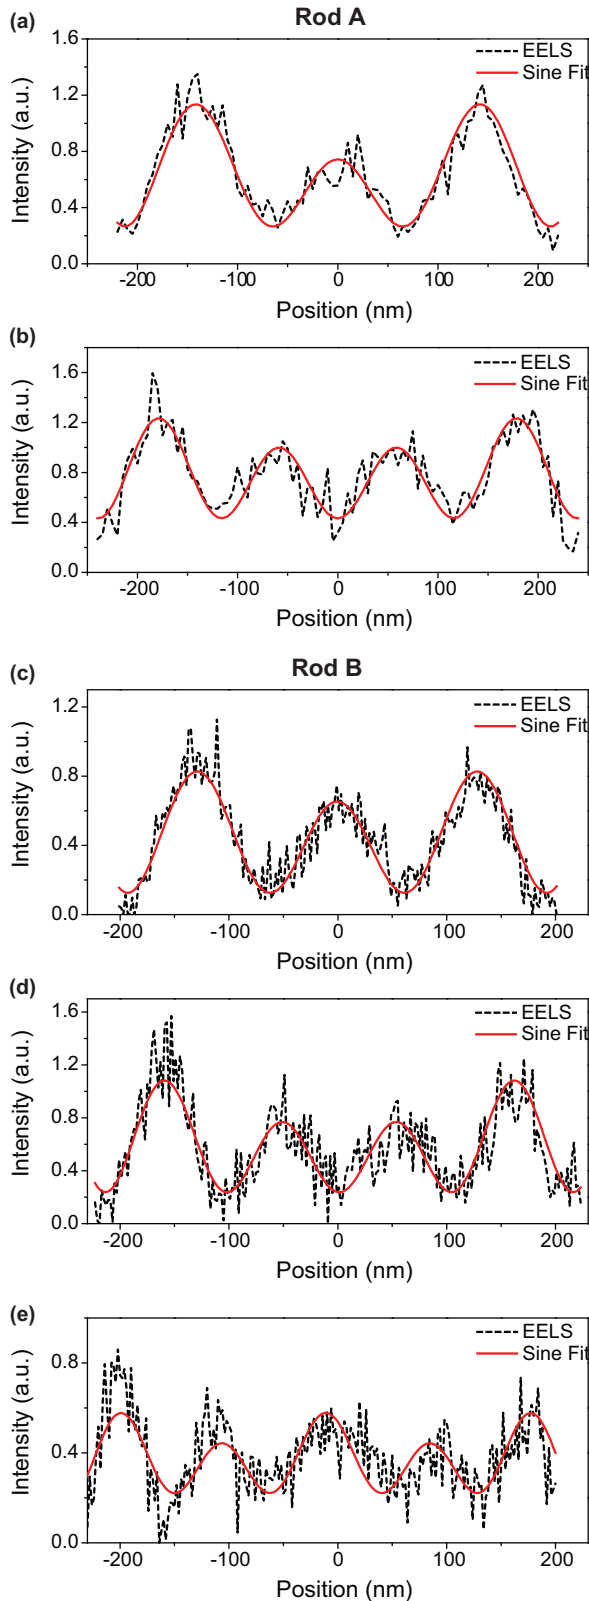 Rod A
(a)
EELS
Sine Fit
Intensity (a.u.)
1.6
1.2
0.8
0.4
0.0
-200 -100 0 100 200
Position (nm)
(b)
EELS
Sine Fit
Intensity (a.u.)
1.6
1.2
0.8
0.4
0.0
-200 -100 0 100 200
Position (nm)
Rod B
(c)
EELS
Sine Fit
Intensity (a.u.)
1.2
0.8
0.4
0.0
-200 -100 0 100 200
Position (nm)
(d)
EELS
Sine Fit
Intensity (a.u.)
1.6
1.2
0.8
0.4
0.0
-200 -100 0 100 200
Position (nm)
(e)
EELS
Sine Fit
Intensity (a.u.)
0.8
0.4
0.0
-200 -100 0 100 200
Position (nm)